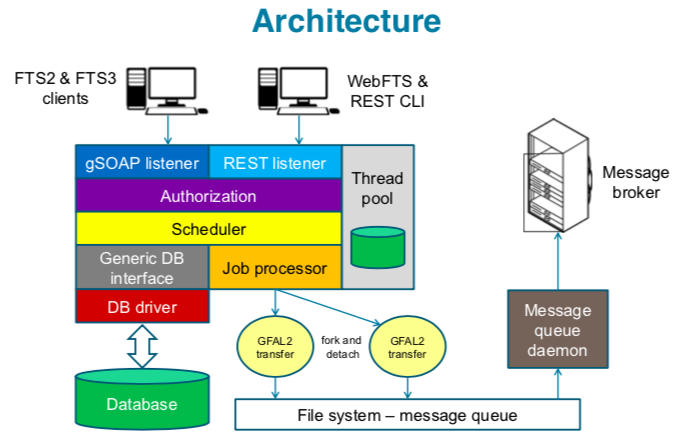 Architecture
FTS2 & FTS3
clients
WebFTS &
REST CLI
gSOAP listener
REST listener
Thread
pool
Authorization
Scheduler
Generic DB
interface
Job processor
DB driver
Message
broker
Message
queue
daemon
GFAL2
transfer
fork and
detach
GFAL2
transfer
Database
File system – message queue